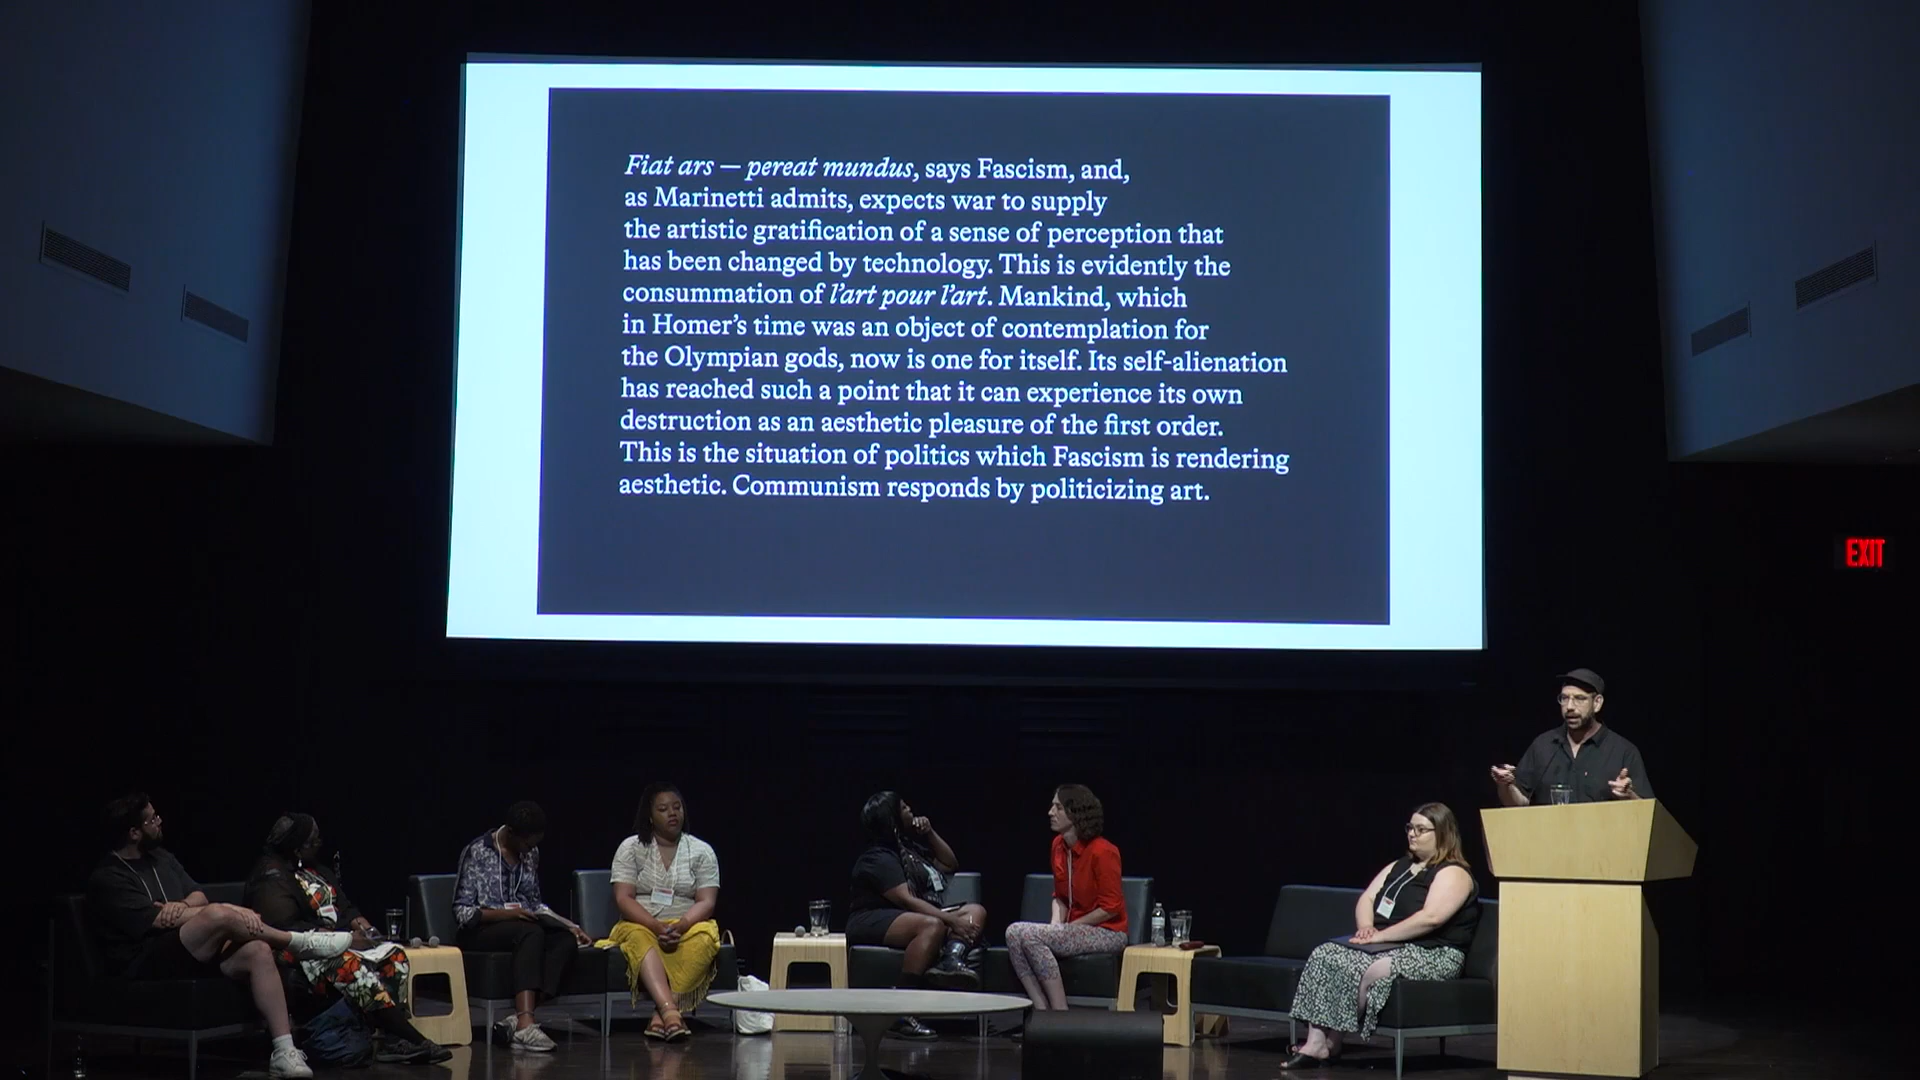 Fiat ars — pereat mundus, says Fascism, and,
as Marinetti admits, expects war to supply
the artistic gratification of a sense of perception that
has been changed by technology. This is evidently the
consummation of l’art pour l’art. Mankind, which
in Homer’s time was an object of contemplation for
the Olympian gods, now is one for itself. Its self-alienation
has reached such a point that it can experience its own
destruction as an aesthetic pleasure of the first order.
This is the situation of politics which Fascism is rendering
aesthetic. Communism responds by politicizing art.
EXIT